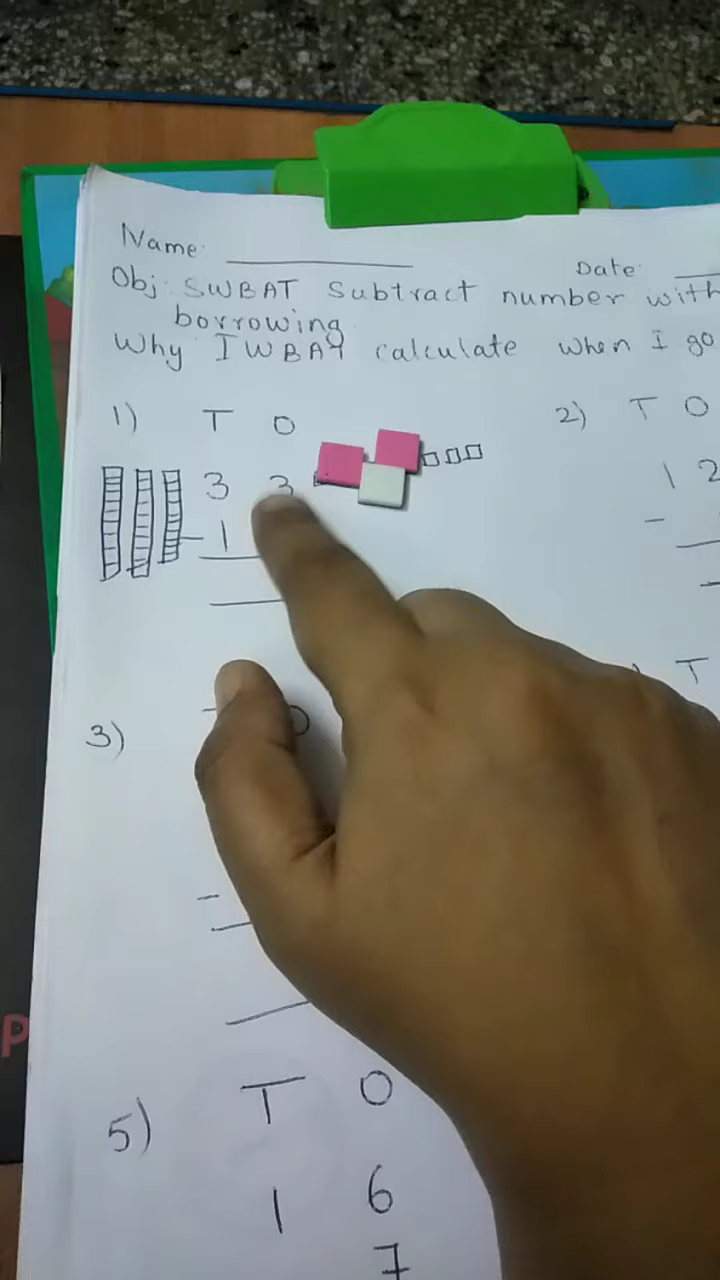 Name:
Date:
Obj: SWBAT Subtract number with
borrowing.
Why IWBAT calculate when I go
1) T O
3 3
- 1
2) T O
1 2
-
T
3) O
-
5) T O
1 6
7
P